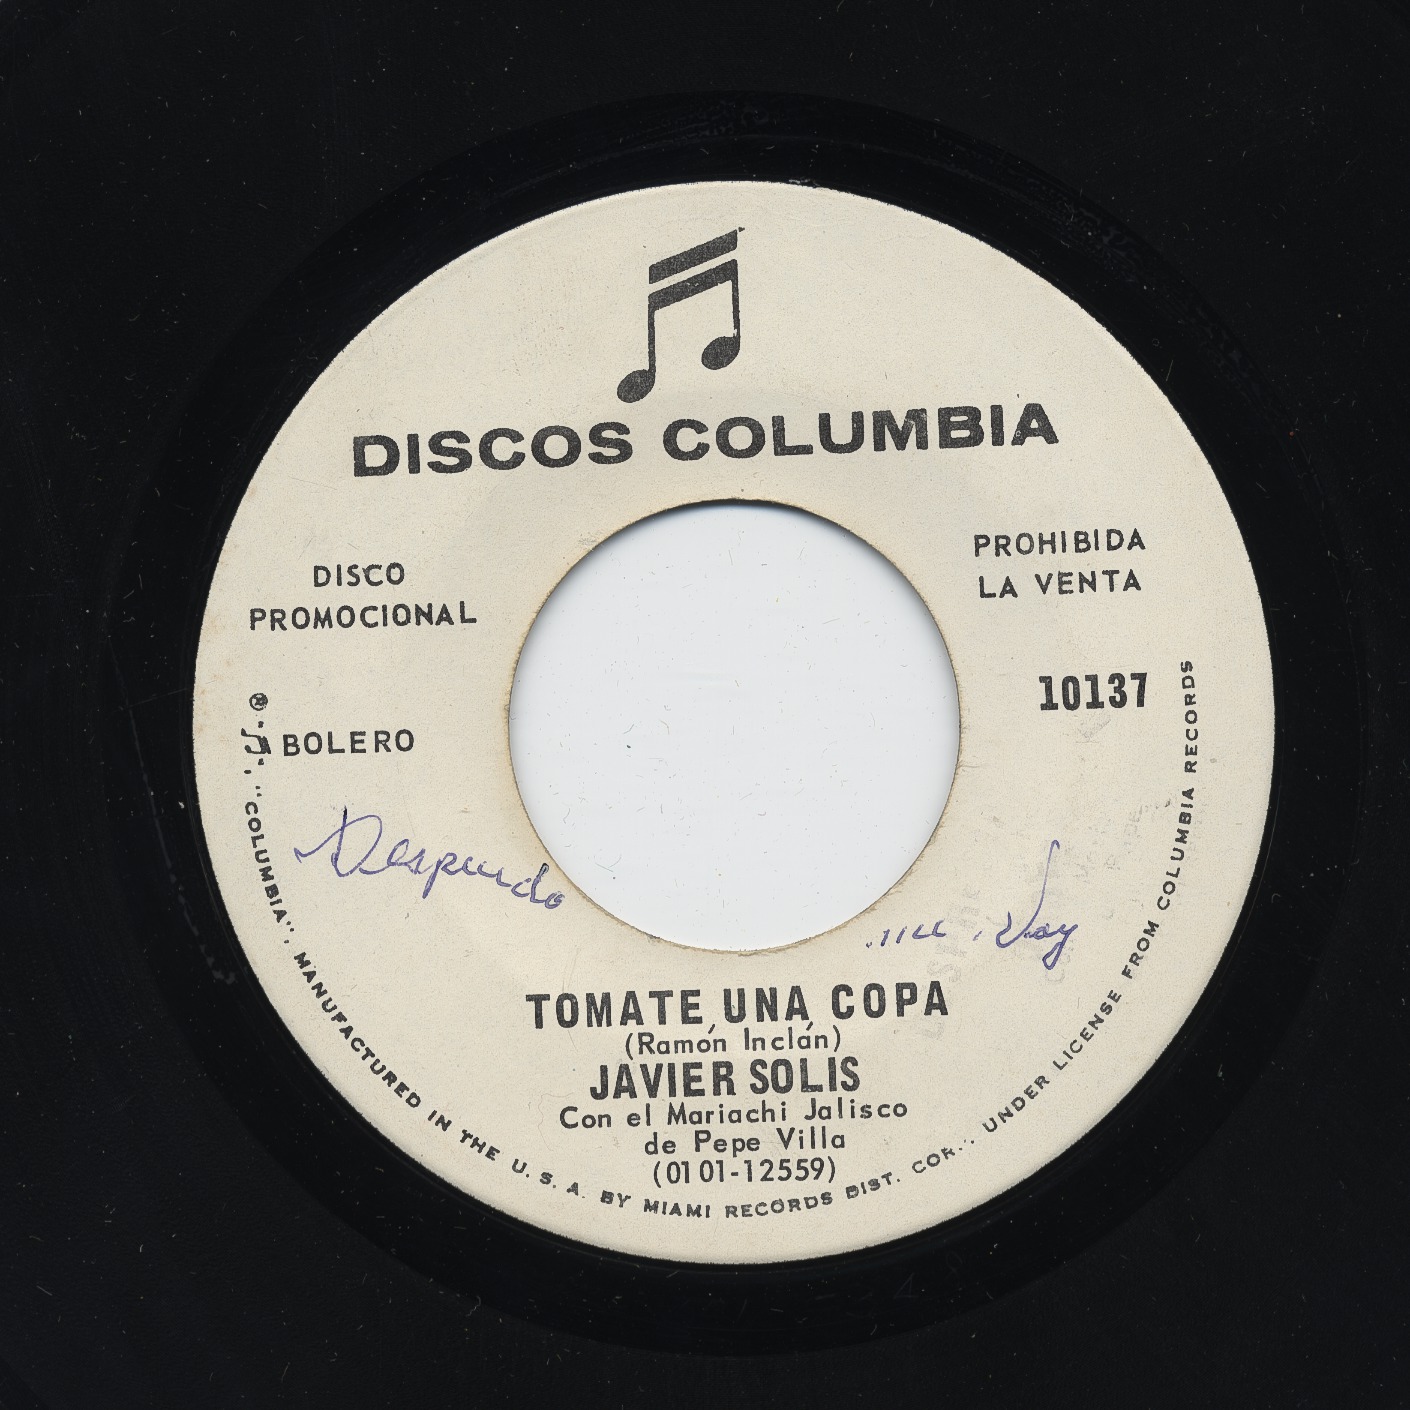 DISCOS COLUMBIA
DISCO
PROMOCIONAL
PROHIBIDA
LA VENTA
10137
BOLERO
me voy
TOMATE UNA COPA
(Ramón Inclán)
JAVIER SOLIS
Con el Mariachi Jalisco
de Pepe Villa
(0101-12559)
® "♫", "COLUMBIA", MANUFACTURED IN THE U. S. A. BY MIAMI RECORDS DIST. COR.. UNDER LICENSE FROM COLUMBIA RECORDS